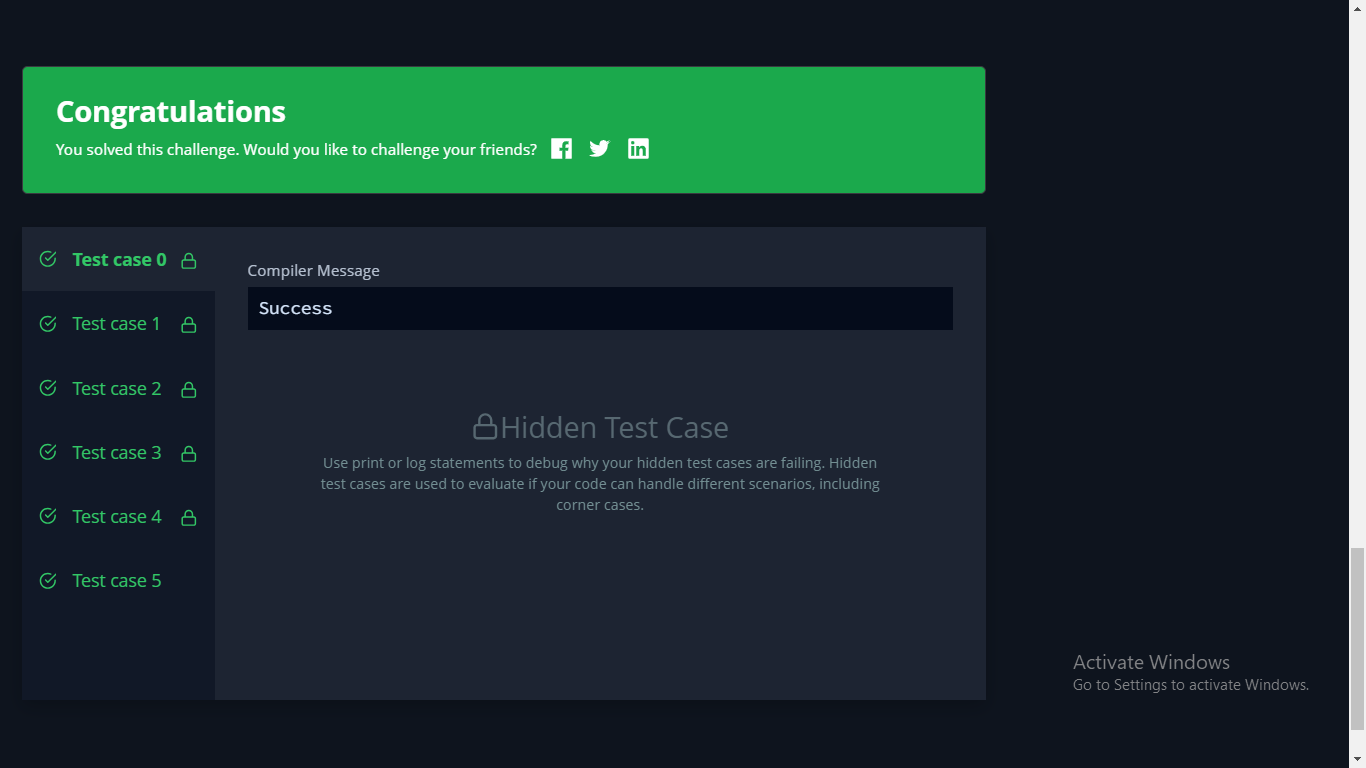 Congratulations
You solved this challenge. Would you like to challenge your friends?
Test case 0
Test case 1
Test case 2
Test case 3
Test case 4
Test case 5
Compiler Message
Success
Hidden Test Case
Use print or log statements to debug why your hidden test cases are failing. Hidden
test cases are used to evaluate if your code can handle different scenarios, including
corner cases.
Activate Windows
Go to Settings to activate Windows.